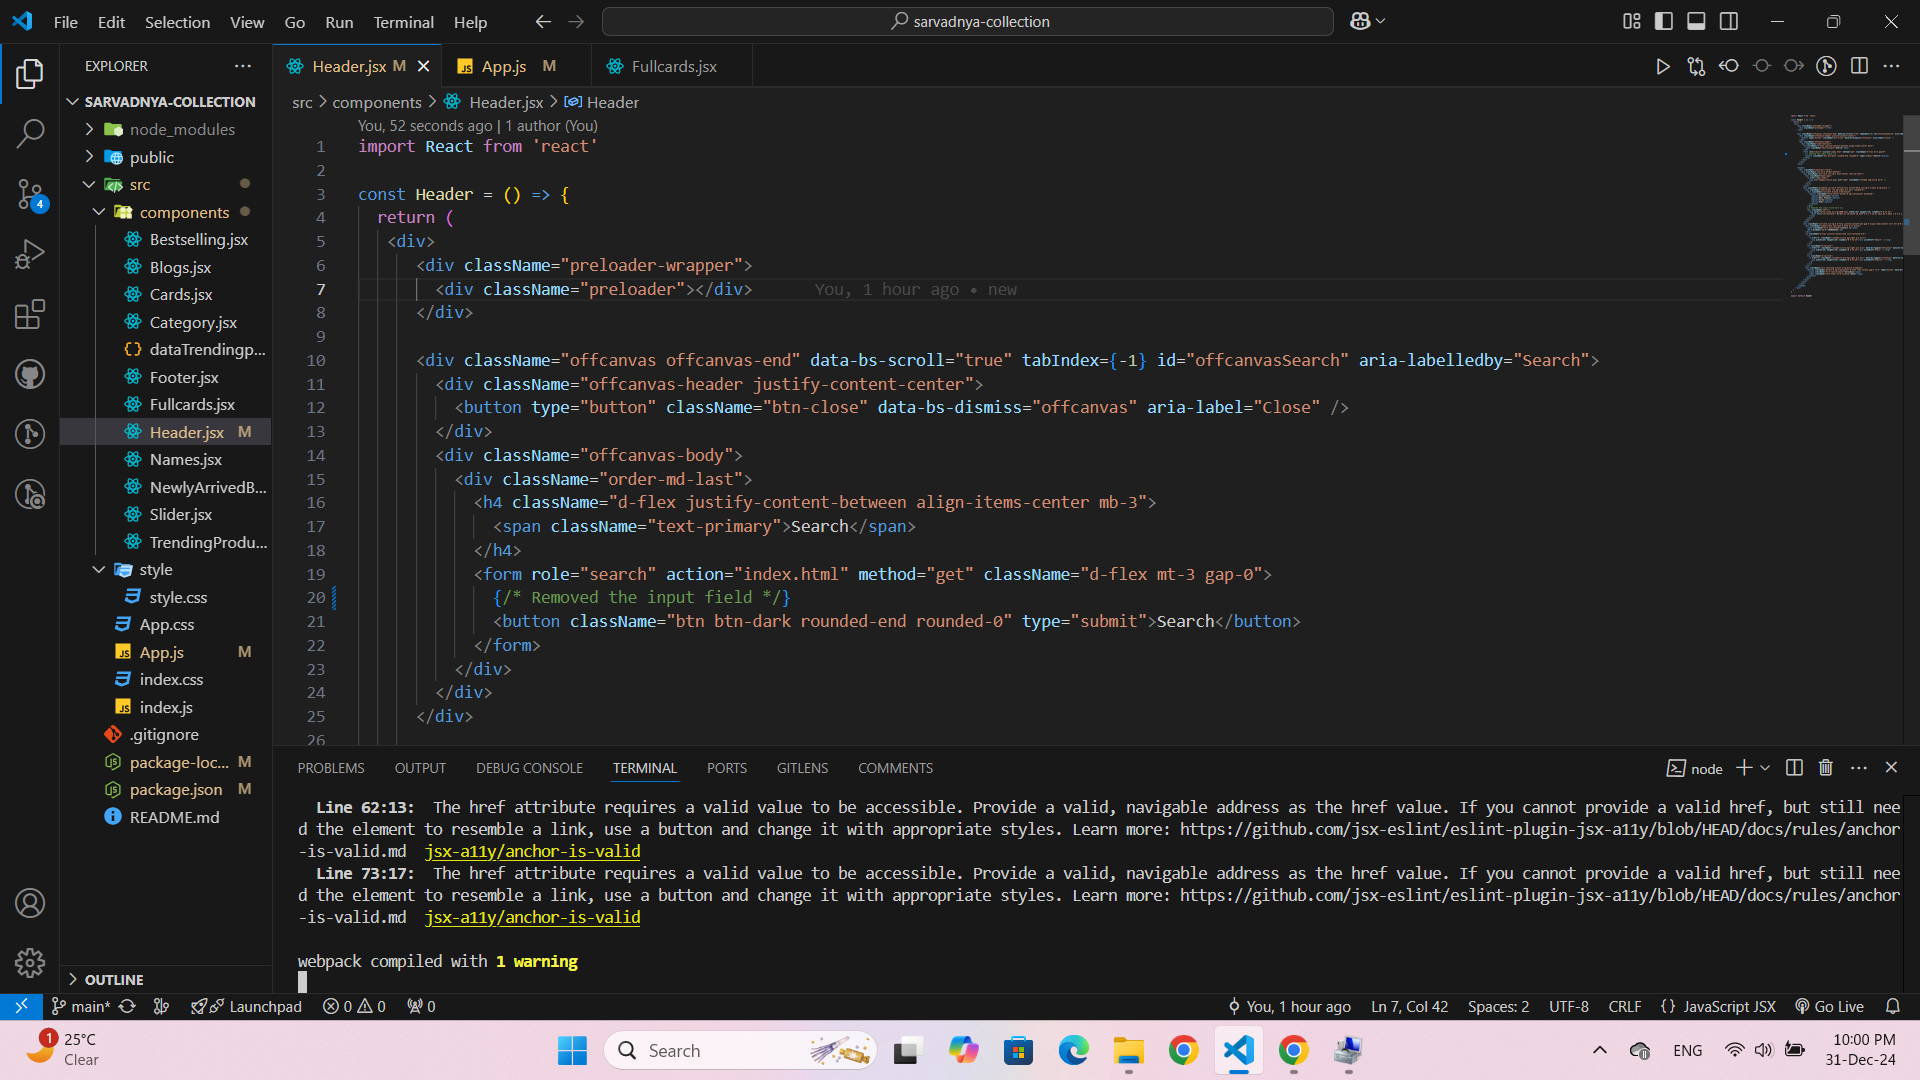 File Edit Selection View Go Run Terminal Help
sarvadnya-collection
EXPLORER
SARVADNYA-COLLECTION
node_modules
public
src
components
Bestselling.jsx
Blogs.jsx
Cards.jsx
Category.jsx
dataTrendingp...
Footer.jsx
Fullcards.jsx
Header.jsx M
Names.jsx
NewlyArrivedB...
Slider.jsx
TrendingProdu...
style
style.css
App.css
App.js M
index.css
index.js
.gitignore
package-loc... M
package.json M
README.md
OUTLINE
4
Header.jsx M App.js M Fullcards.jsx
src > components > Header.jsx > Header
You, 52 seconds ago | 1 author (You)
1 import React from 'react'
2
3 const Header = () => {
4 return (
5 <div>
6 <div className="preloader-wrapper">
7 <div className="preloader"></div> You, 1 hour ago • new
8 </div>
9
10 <div className="offcanvas offcanvas-end" data-bs-scroll="true" tabIndex={-1} id="offcanvasSearch" aria-labelledby="Search">
11 <div className="offcanvas-header justify-content-center">
12 <button type="button" className="btn-close" data-bs-dismiss="offcanvas" aria-label="Close" />
13 </div>
14 <div className="offcanvas-body">
15 <div className="order-md-last">
16 <h4 className="d-flex justify-content-between align-items-center mb-3">
17 <span className="text-primary">Search</span>
18 </h4>
19 <form role="search" action="index.html" method="get" className="d-flex mt-3 gap-0">
20 {/* Removed the input field */}
21 <button className="btn btn-dark rounded-end rounded-0" type="submit">Search</button>
22 </form>
23 </div>
24 </div>
25 </div>
26
PROBLEMS OUTPUT DEBUG CONSOLE TERMINAL PORTS GITLENS COMMENTS
node
Line 62:13: The href attribute requires a valid value to be accessible. Provide a valid, navigable address as the href value. If you cannot provide a valid href, but still nee
d the element to resemble a link, use a button and change it with appropriate styles. Learn more: https://github.com/jsx-eslint/eslint-plugin-jsx-a11y/blob/HEAD/docs/rules/anchor
-is-valid.md jsx-a11y/anchor-is-valid
Line 73:17: The href attribute requires a valid value to be accessible. Provide a valid, navigable address as the href value. If you cannot provide a valid href, but still nee
d the element to resemble a link, use a button and change it with appropriate styles. Learn more: https://github.com/jsx-eslint/eslint-plugin-jsx-a11y/blob/HEAD/docs/rules/anchor
-is-valid.md jsx-a11y/anchor-is-valid
webpack compiled with 1 warning
main* Launchpad 0 0 0 You, 1 hour ago Ln 7, Col 42 Spaces: 2 UTF-8 CRLF {} JavaScript JSX Go Live
1
25°C
Clear
Search
ENG
10:00 PM
31-Dec-24